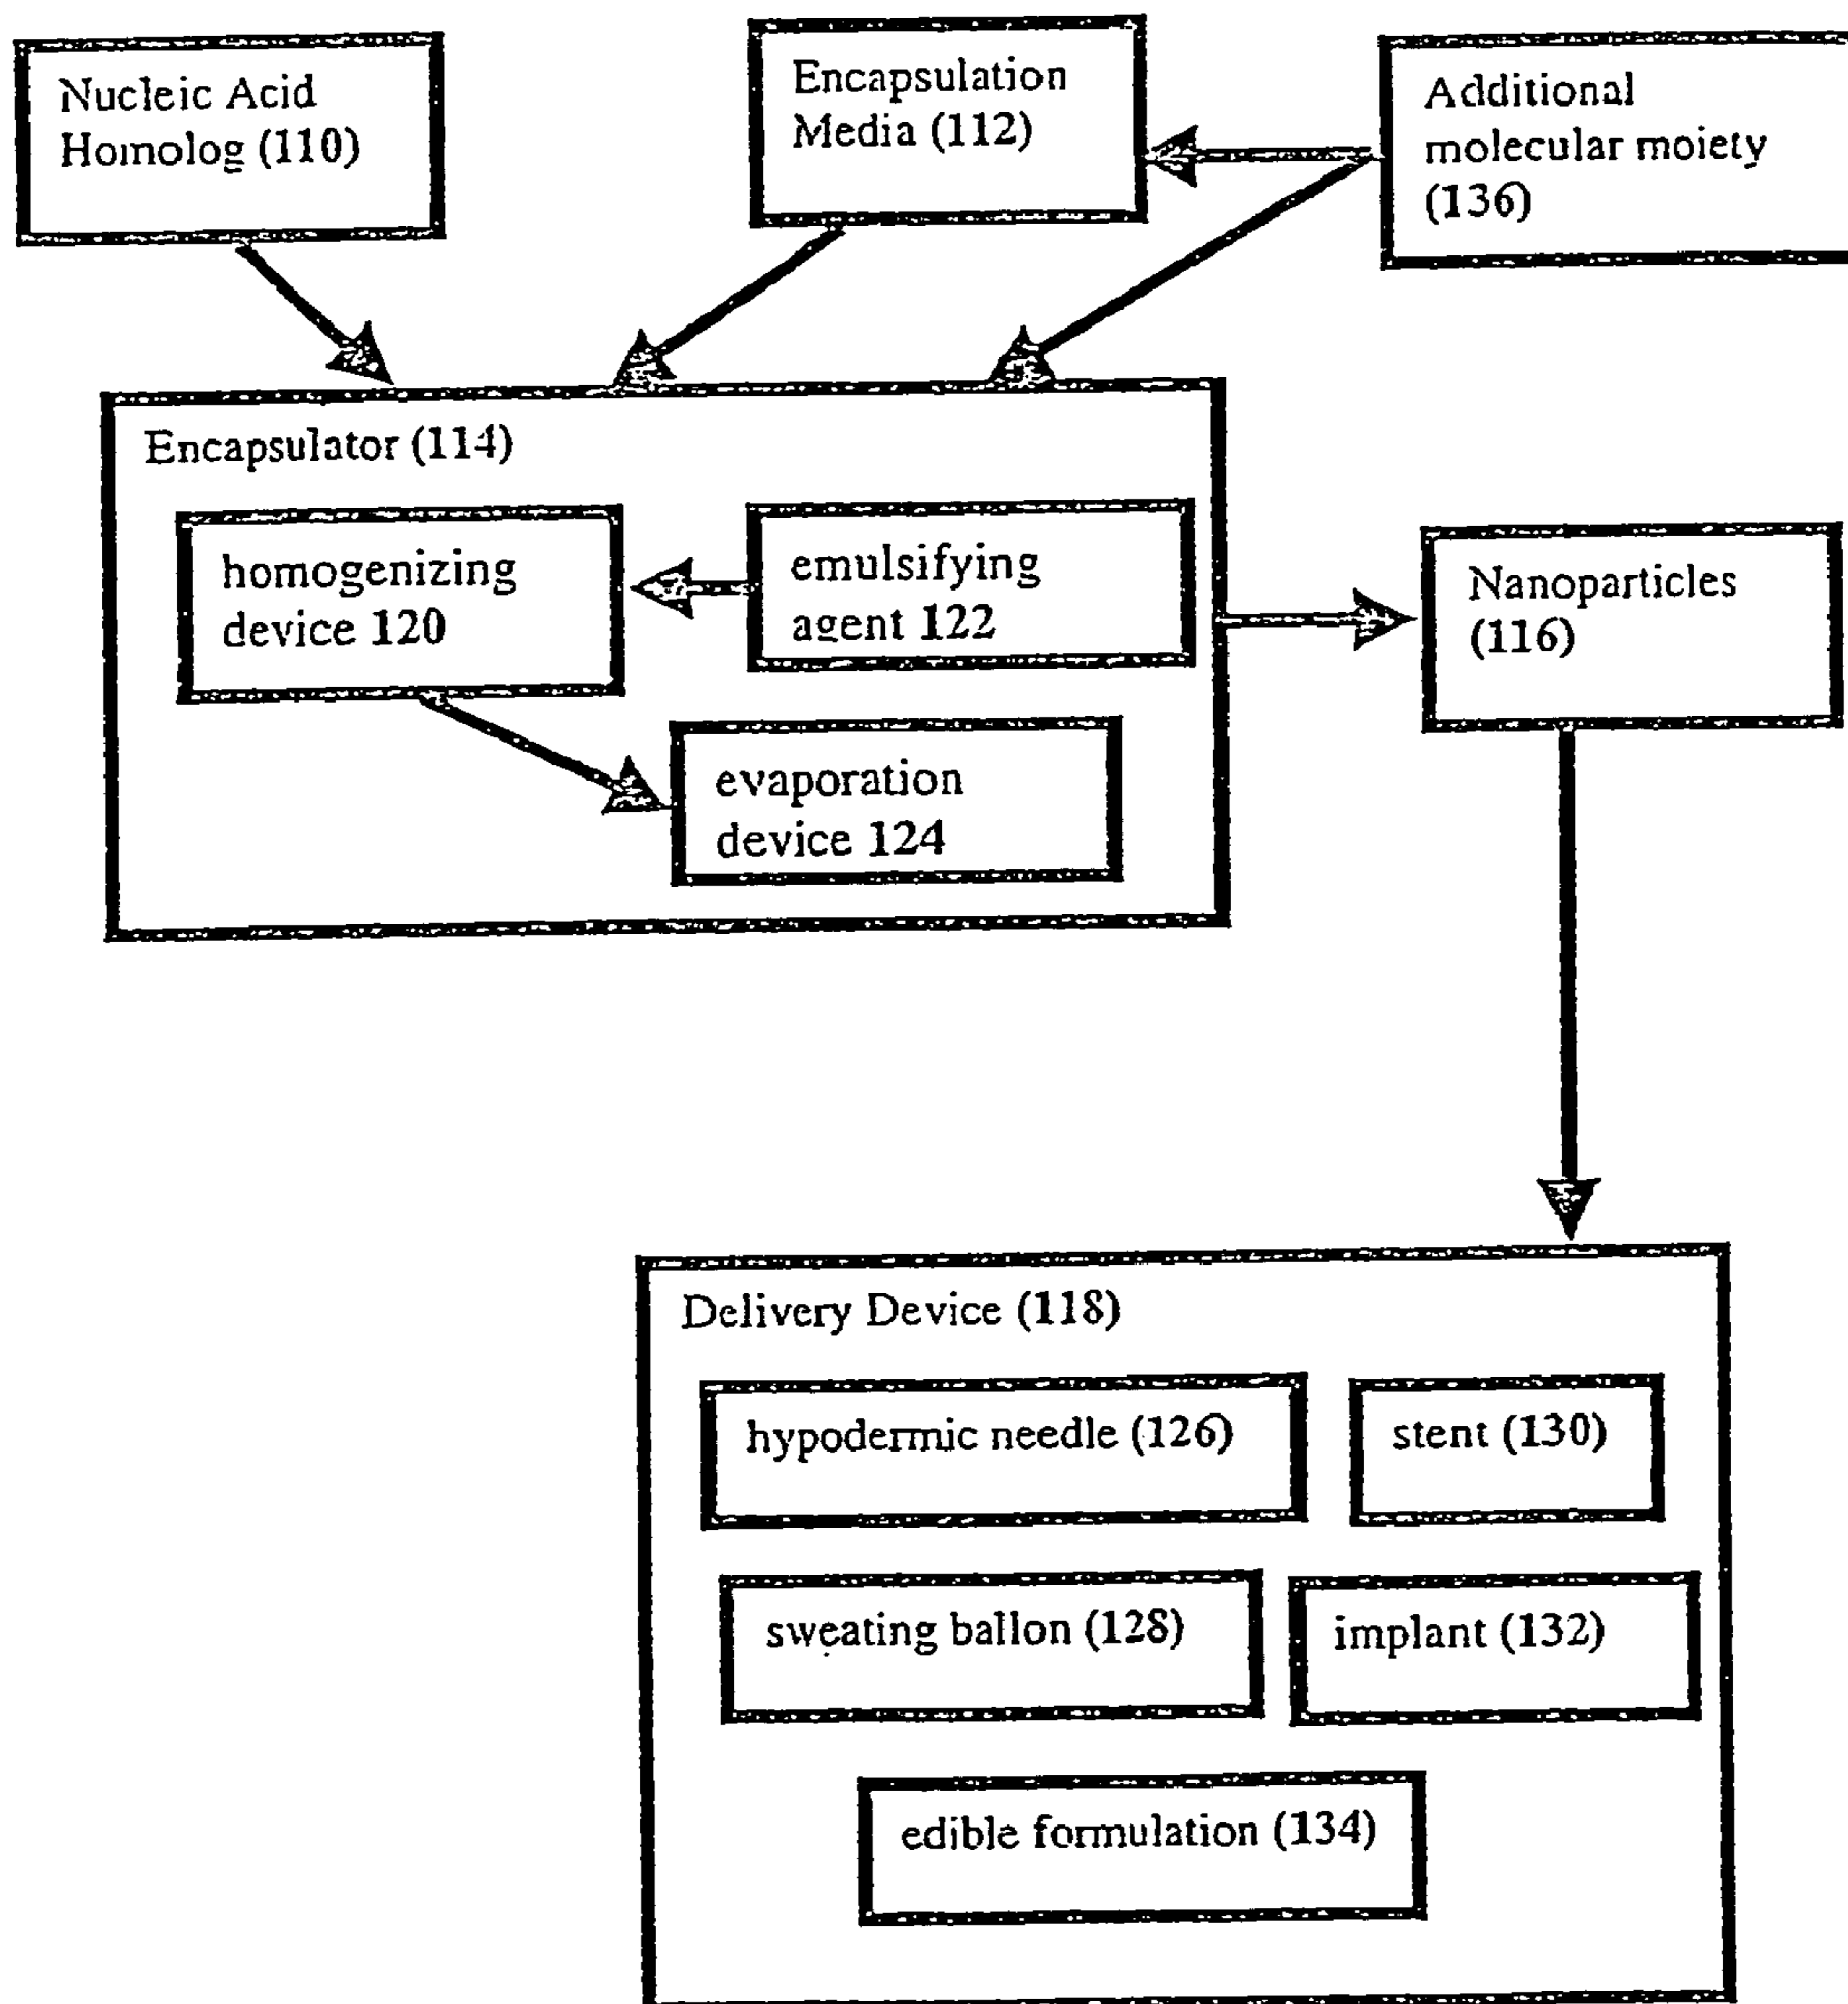 Nucleic Acid
Homolog (110)
Encapsulation
Media (112)
Additional
molecular moiety
(136)
Encapsulator (114)
homogenizing
device 120
emulsifying
agent 122
evaporation
device 124
Nanoparticles
(116)
Delivery Device (118)
hypodermic needle (126)
stent (130)
sweating ballon (128)
implant (132)
edible formulation (134)